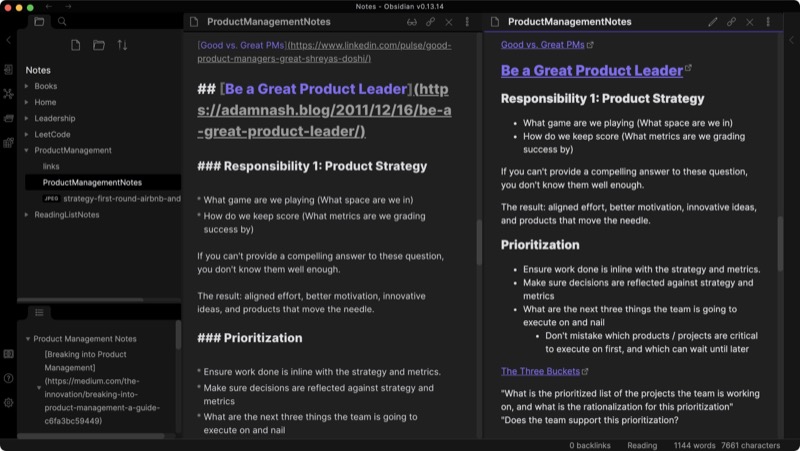 Notes - Obsidian v0.13.14
Notes
Books
Home
Leadership
LeetCode
ProductManagement
links
ProductManagementNotes
JPEG strategy-first-round-airbnb-and
ReadingListNotes
Product Management Notes
[Breaking into Product
Management]
(https://medium.com/the-
innovation/breaking-into-
product-management-a-guide-
c6fa3bc59449)
ProductManagementNotes
[Good vs. Great PMs](https://www.linkedin.com/pulse/good-
product-managers-great-shreyas-doshi/)
## [Be a Great Product Leader](http
s://adamnash.blog/2011/12/16/be-a
-great-product-leader/)
### Responsibility 1: Product Strategy
* What game are we playing (What space are we in)
* How do we keep score (What metrics are we grading
success by)
If you can't provide a compelling answer to these question,
you don't know them well enough.
The result: aligned effort, better motivation, innovative
ideas, and products that move the needle.
### Prioritization
* Ensure work done is inline with the strategy and metrics.
* Make sure decisions are reflected against strategy and
metrics
* What are the next three things the team is going to
execute on and nail
ProductManagementNotes
Good vs. Great PMs
Be a Great Product Leader
Responsibility 1: Product Strategy
• What game are we playing (What space are we in)
• How do we keep score (What metrics are we grading
success by)
If you can't provide a compelling answer to these question,
you don't know them well enough.
The result: aligned effort, better motivation, innovative ideas,
and products that move the needle.
Prioritization
• Ensure work done is inline with the strategy and metrics.
• Make sure decisions are reflected against strategy and
metrics
• What are the next three things the team is going to
execute on and nail
• Don't mistake which products / projects are critical
to execute on first, and which can wait until later
The Three Buckets
"What is the prioritized list of the projects the team is working
on, and what is the rationalization for this prioritization"
"Does the team support this prioritization?
0 backlinks Reading 1144 words 7661 characters